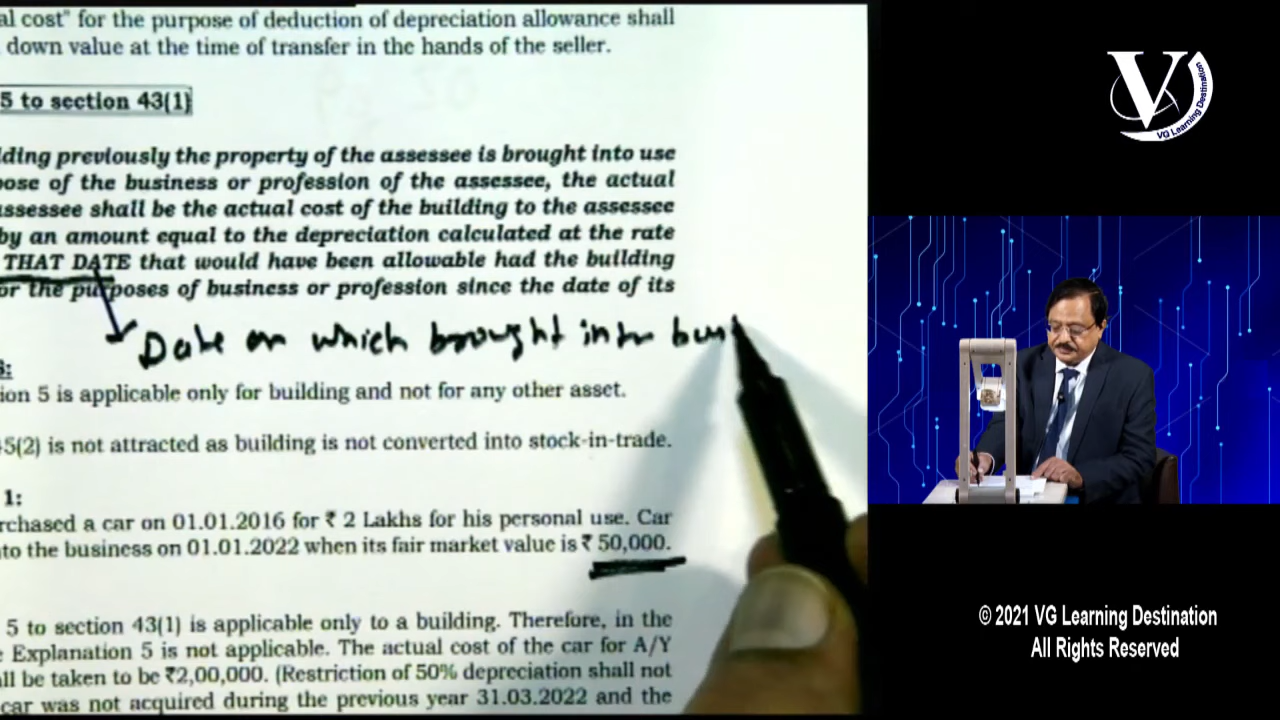 al cost" for the purpose of deduction of depreciation allowance shall
down value at the time of transfer in the hands of the seller.
5 to section 43(1)
ding previously the property of the assessee is brought into use
pose of the business or profession of the assessee, the actual
assessee shall be the actual cost of the building to the assessee
by an amount equal to the depreciation calculated at the rate
THAT DATE that would have been allowable had the building
or the purposes of business or profession since the date of its
Date on which brought into bus
:
ion 5 is applicable only for building and not for any other asset.
45(2) is not attracted as building is not converted into stock-in-trade.
1:
rchased a car on 01.01.2016 for ₹ 2 Lakhs for his personal use. Car
to the business on 01.01.2022 when its fair market value is ₹ 50,000.
5 to section 43(1) is applicable only to a building. Therefore, in the
e Explanation 5 is not applicable. The actual cost of the car for A/Y
ll be taken to be ₹2,00,000. (Restriction of 50% depreciation shall not
car was not acquired during the previous year 31.03.2022 and the
V
VG Learning Destination
© 2021 VG Learning Destination
All Rights Reserved